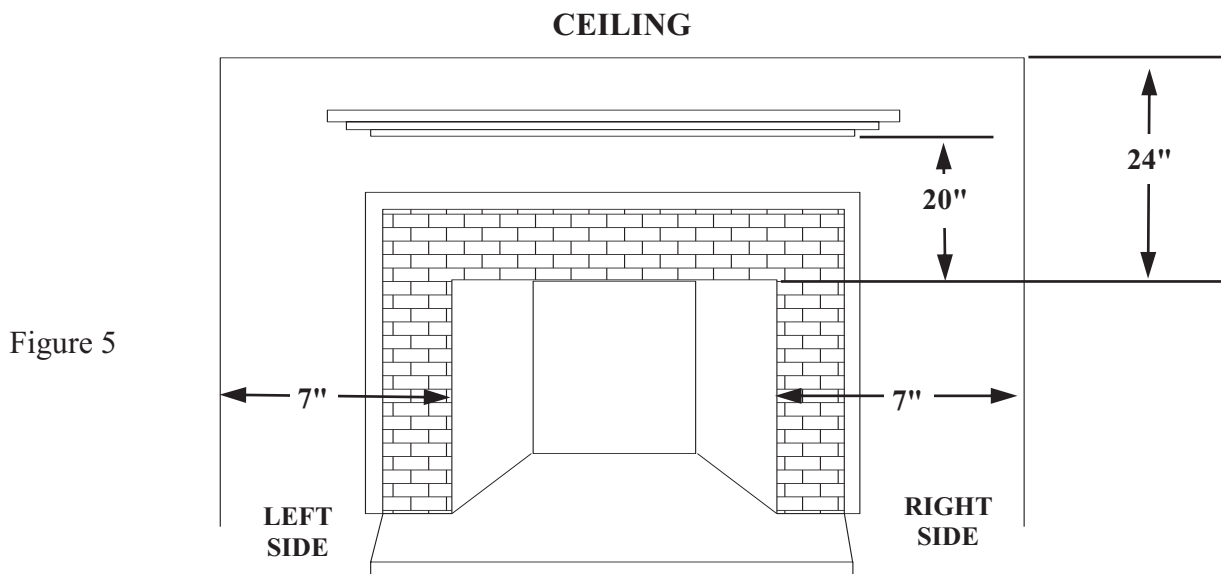 CEILING
24"
20"
Figure 5
7"
7"
LEFT
SIDE
RIGHT
SIDE